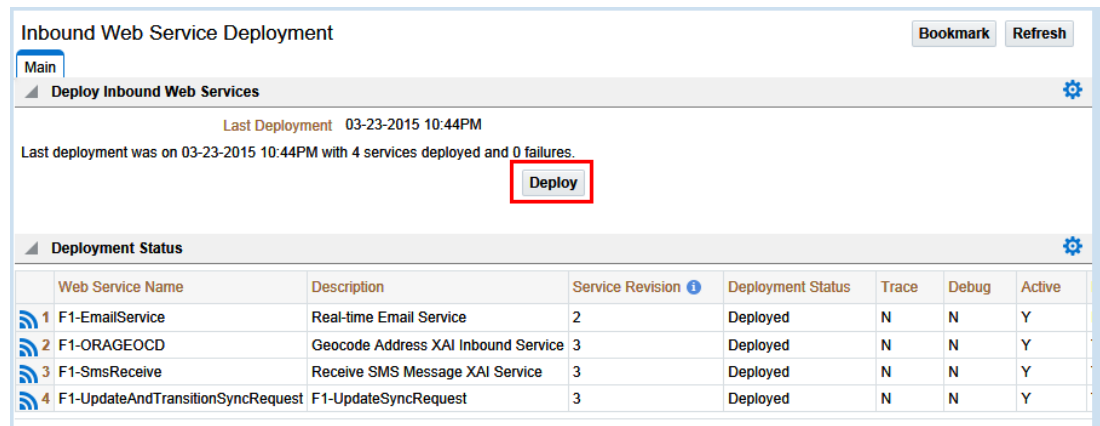 Inbound Web Service Deployment
Bookmark Refresh
Main
Deploy Inbound Web Services
Last Deployment 03-23-2015 10:44PM
Last deployment was on 03-23-2015 10:44PM with 4 services deployed and 0 failures.
Deploy
Deployment Status
Web Service Name Description Service Revision Deployment Status Trace Debug Active
1 F1-EmailService Real-time Email Service 2 Deployed N N Y
2 F1-ORAGEOCD Geocode Address XAI Inbound Service 3 Deployed N N Y
3 F1-SmsReceive Receive SMS Message XAI Service 3 Deployed N N Y
4 F1-UpdateAndTransitionSyncRequest F1-UpdateSyncRequest 3 Deployed N N Y